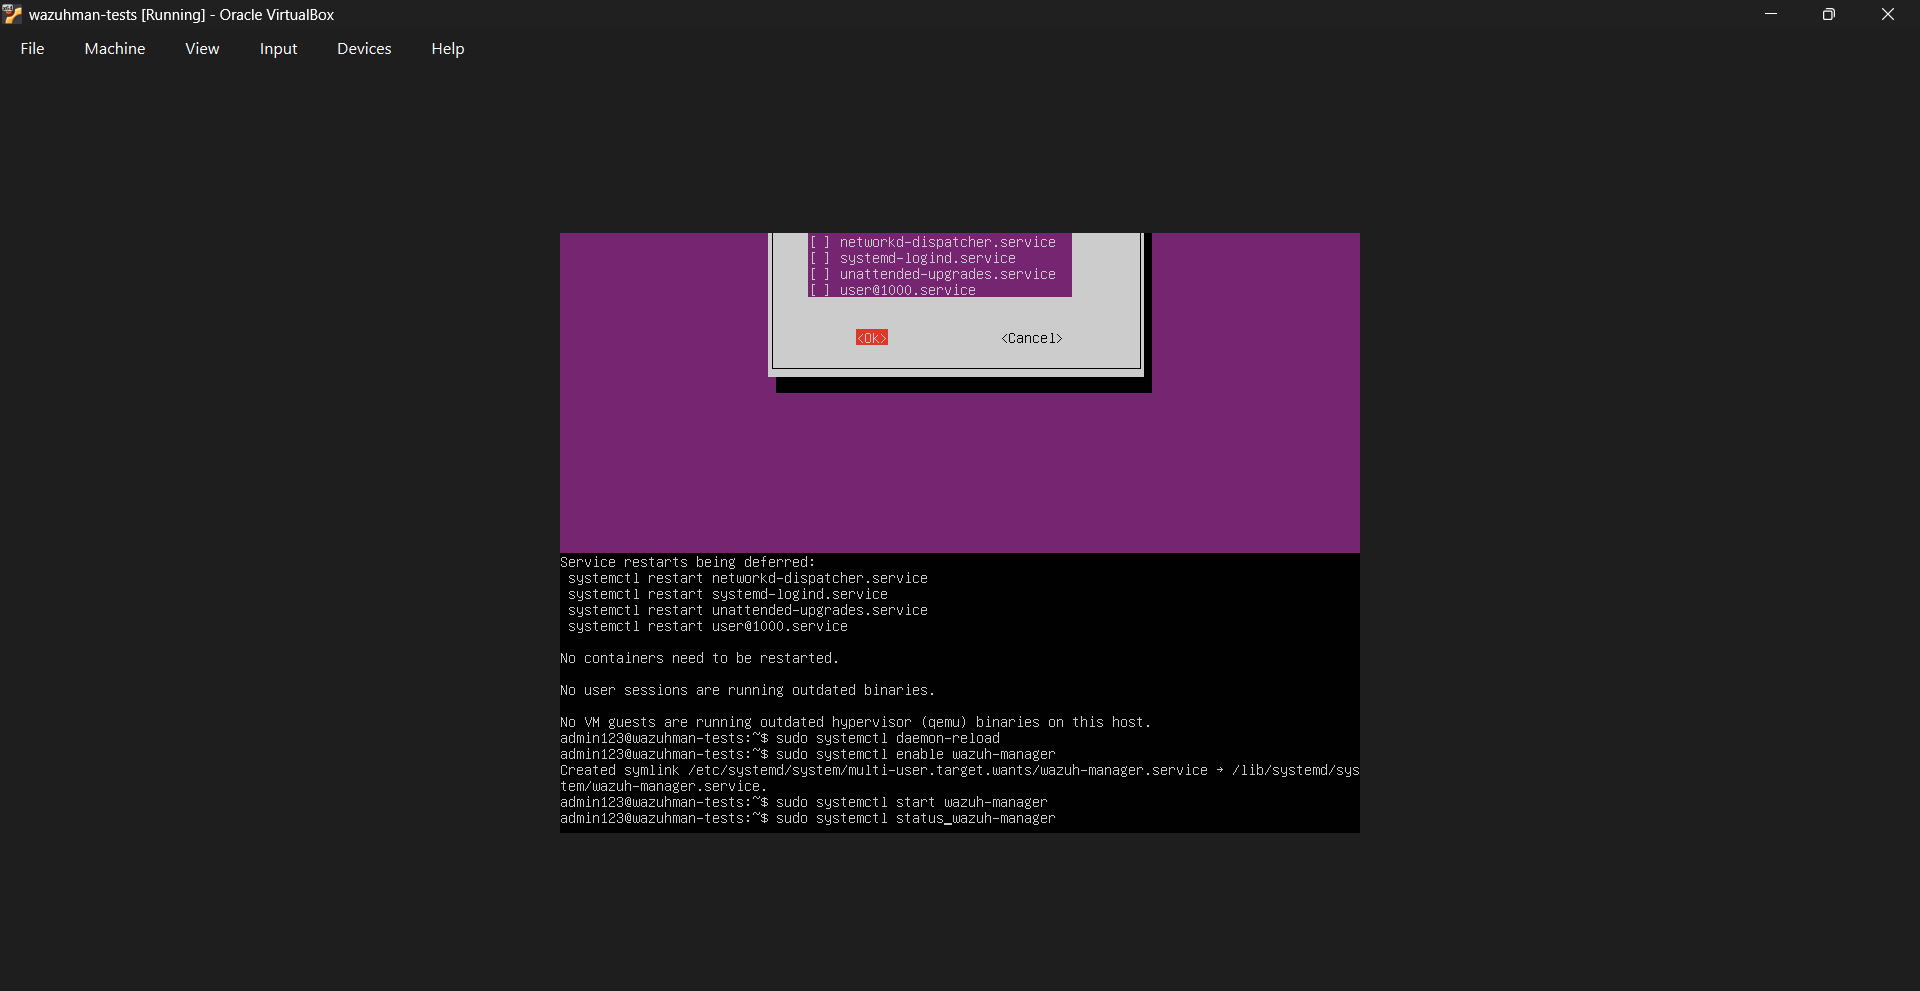 wazuhman-tests [Running] - Oracle VirtualBox
File Machine View Input Devices Help
[ ] networkd-dispatcher.service
[ ] systemd-logind.service
[ ] unattended-upgrades.service
[ ] user@1000.service
<Ok> <Cancel>
Service restarts being deferred:
systemctl restart networkd-dispatcher.service
systemctl restart systemd-logind.service
systemctl restart unattended-upgrades.service
systemctl restart user@1000.service
No containers need to be restarted.
No user sessions are running outdated binaries.
No VM guests are running outdated hypervisor (qemu) binaries on this host.
admin123@wazuhman-tests:~$ sudo systemctl daemon-reload
admin123@wazuhman-tests:~$ sudo systemctl enable wazuh-manager
Created symlink /etc/systemd/system/multi-user.target.wants/wazuh-manager.service → /lib/systemd/sys
tem/wazuh-manager.service.
admin123@wazuhman-tests:~$ sudo systemctl start wazuh-manager
admin123@wazuhman-tests:~$ sudo systemctl status_wazuh-manager